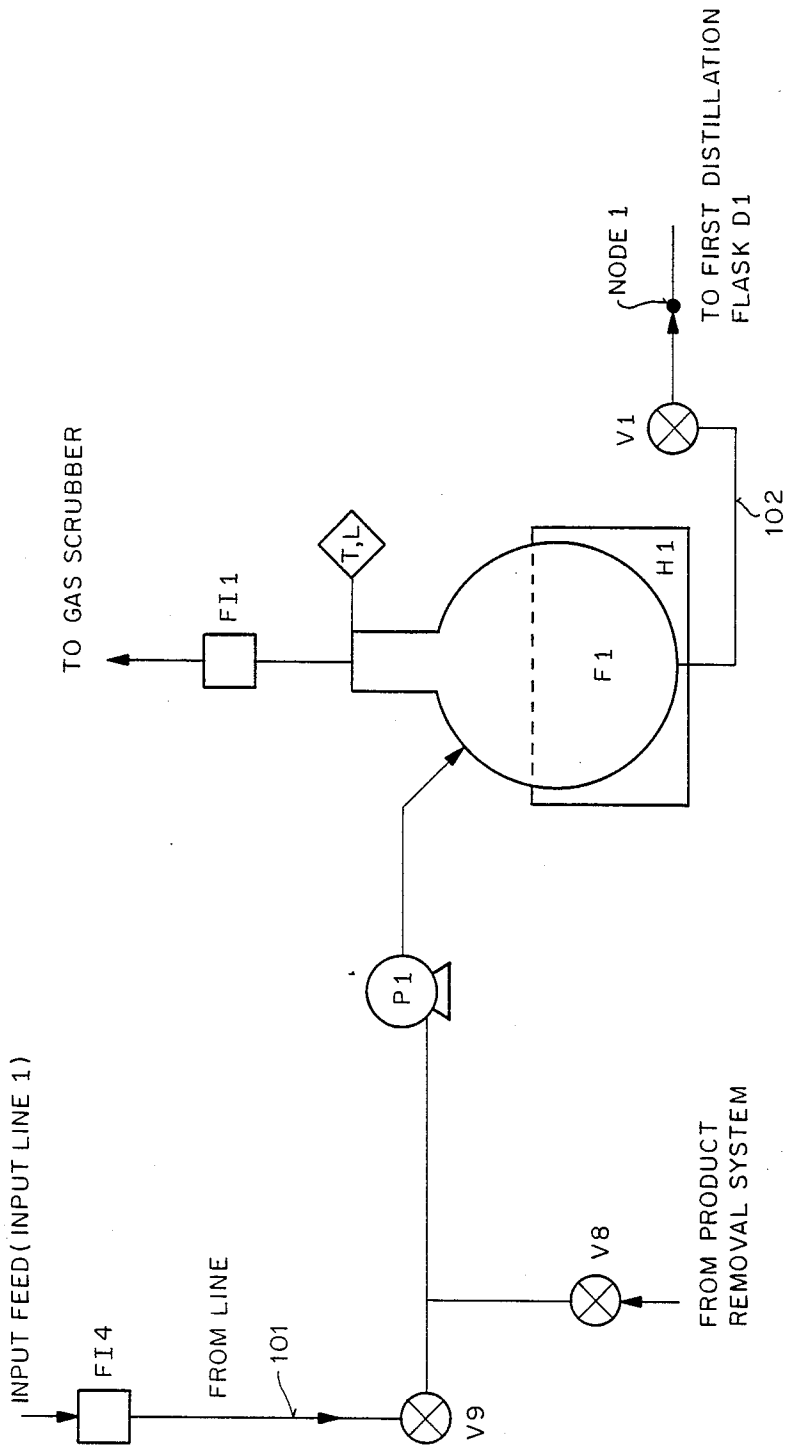 INPUT FEED(INPUT LINE 1)
FI4
FROM LINE
101
V9
V8
FROM PRODUCT
REMOVAL SYSTEM
P1
TO GAS SCRUBBER
FI1
T,L
F1
H1
102
V1
NODE 1
TO FIRST DISTILLATION
FLASK D1